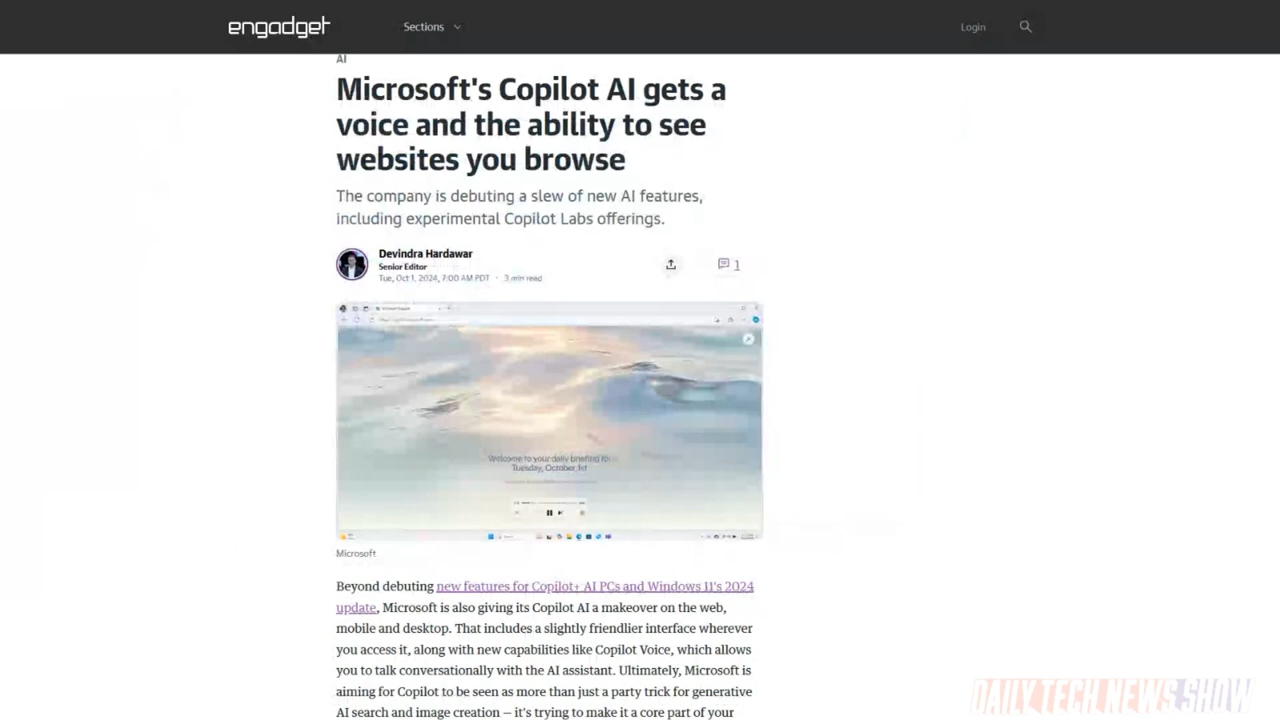 engadget
Sections
Login
AI
Microsoft's Copilot AI gets a
voice and the ability to see
websites you browse
The company is debuting a slew of new AI features,
including experimental Copilot Labs offerings.
Devindra Hardawar
Senior Editor
Tue, Oct 1, 2024, 7:00 AM PDT · 3 min read
1
Welcome to your daily briefing for
Tuesday, October 1st
Microsoft
Beyond debuting new features for Copilot+ AI PCs and Windows 11's 2024
update, Microsoft is also giving its Copilot AI a makeover on the web,
mobile and desktop. That includes a slightly friendlier interface wherever
you access it, along with new capabilities like Copilot Voice, which allows
you to talk conversationally with the AI assistant. Ultimately, Microsoft is
aiming for Copilot to be seen as more than just a party trick for generative
AI search and image creation — it's trying to make it a core part of your
DAILY TECH NEWS SHOW